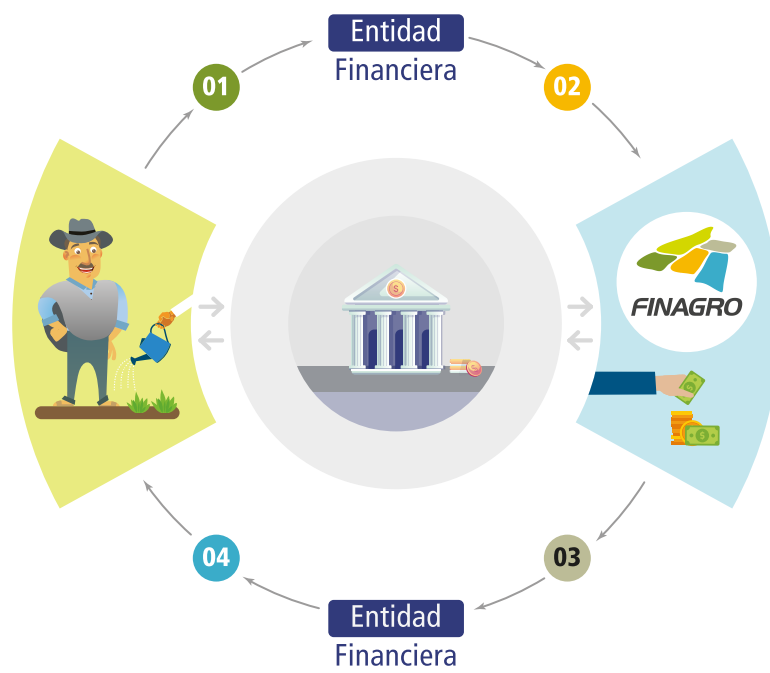 Entidad
Financiera
01
02
FINAGRO
$
$
$
04
03
Entidad
Financiera